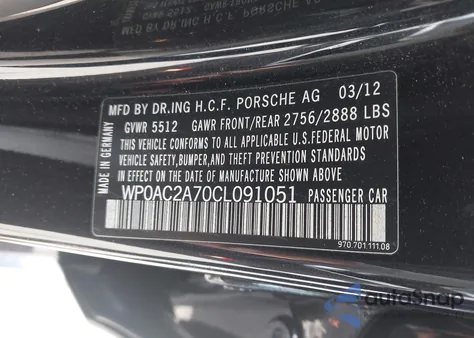 MFD BY DR.ING H.C.F. PORSCHE AG 03/12
GVWR 5512 GAWR FRONT/REAR 2756/2888 LBS
THIS VEHICLE CONFORMS TO ALL APPLICABLE U.S.FEDERAL MOTOR
VEHICLE SAFETY, BUMPER, AND THEFT PREVENTION STANDARDS
IN EFFECT ON THE DATE OF MANUFACTURE SHOWN ABOVE.
WP0AC2A70CL091051 PASSENGER CAR
MADE IN GERMANY
970.701.111.08
autoSnap